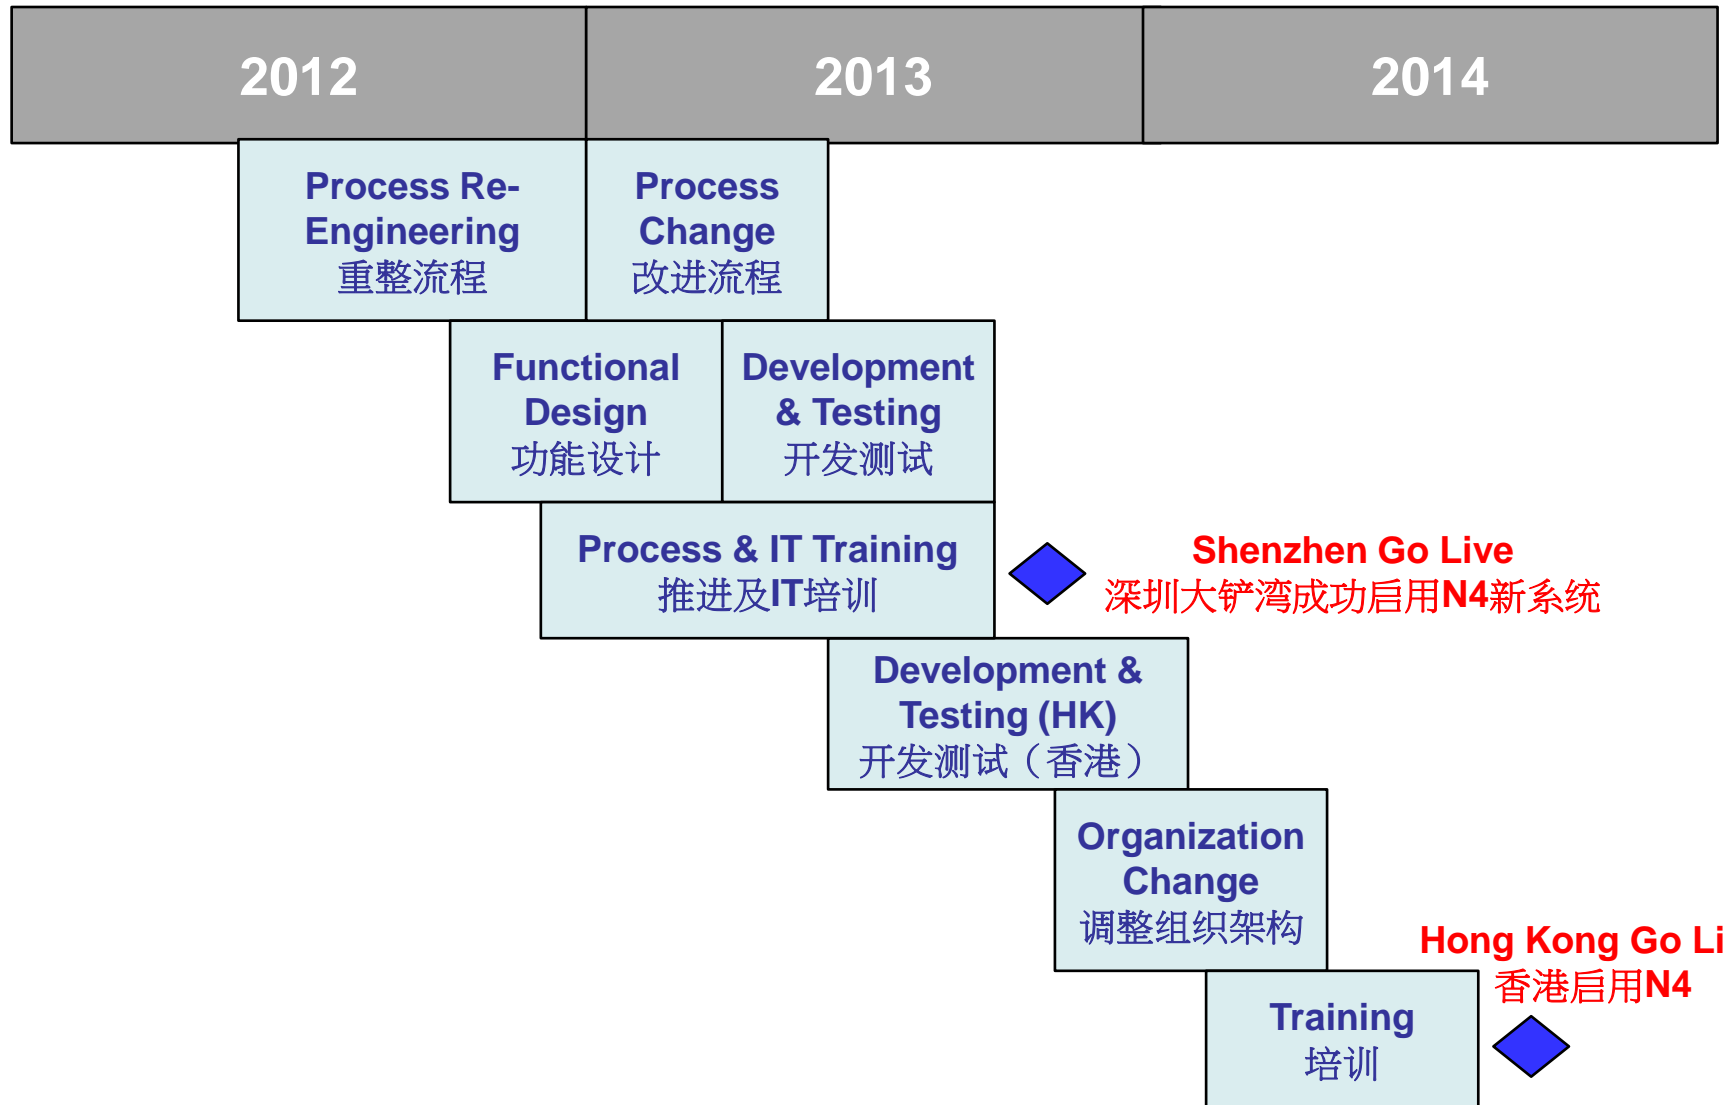 2012
2013
2014
Process Re-
Engineering
重整流程
Process
Change
改进流程
Functional
Design
功能设计
Development
& Testing
开发测试
Process & IT Training
推进及IT培训
Shenzhen Go Live
深圳大铲湾成功启用N4新系统
Development &
Testing (HK)
开发测试（香港）
Organization
Change
调整组织架构
Hong Kong Go Li
香港启用N4
Training
培训